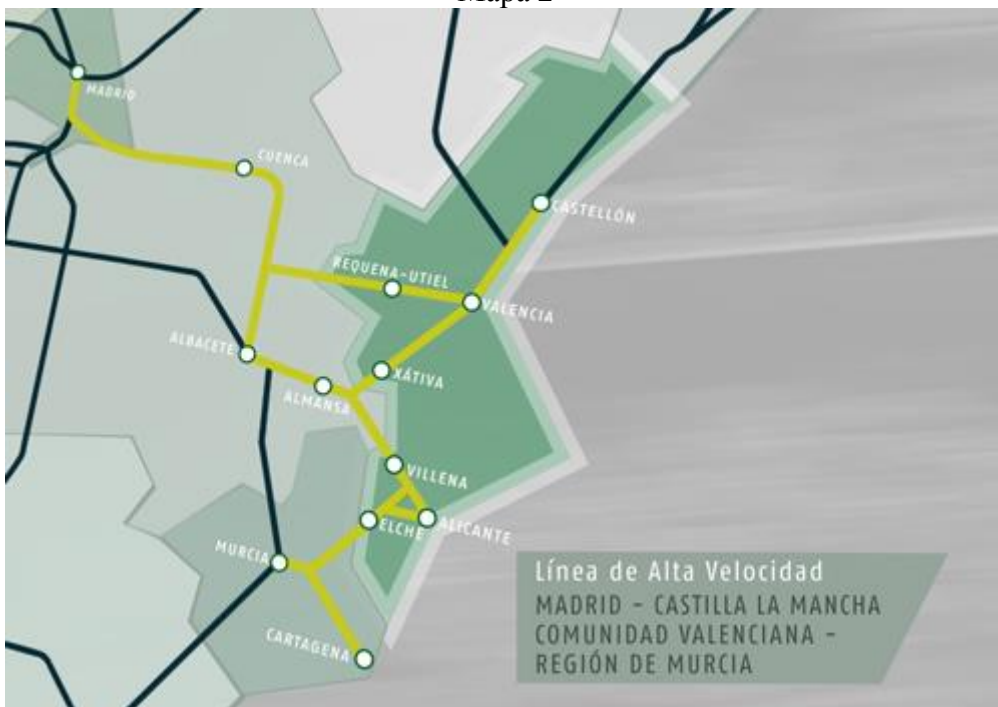 Mapa 2
MADRID
CUENCA
CASTELLÓN
REQUENA-UTIEL
VALENCIA
ALBACETE
XÁTIVA
ALMANSA
VILLENA
ELCHE
ALICANTE
MURCIA
CARTAGENA
Línea de Alta Velocidad
MADRID - CASTILLA LA MANCHA
COMUNIDAD VALENCIANA -
REGIÓN DE MURCIA